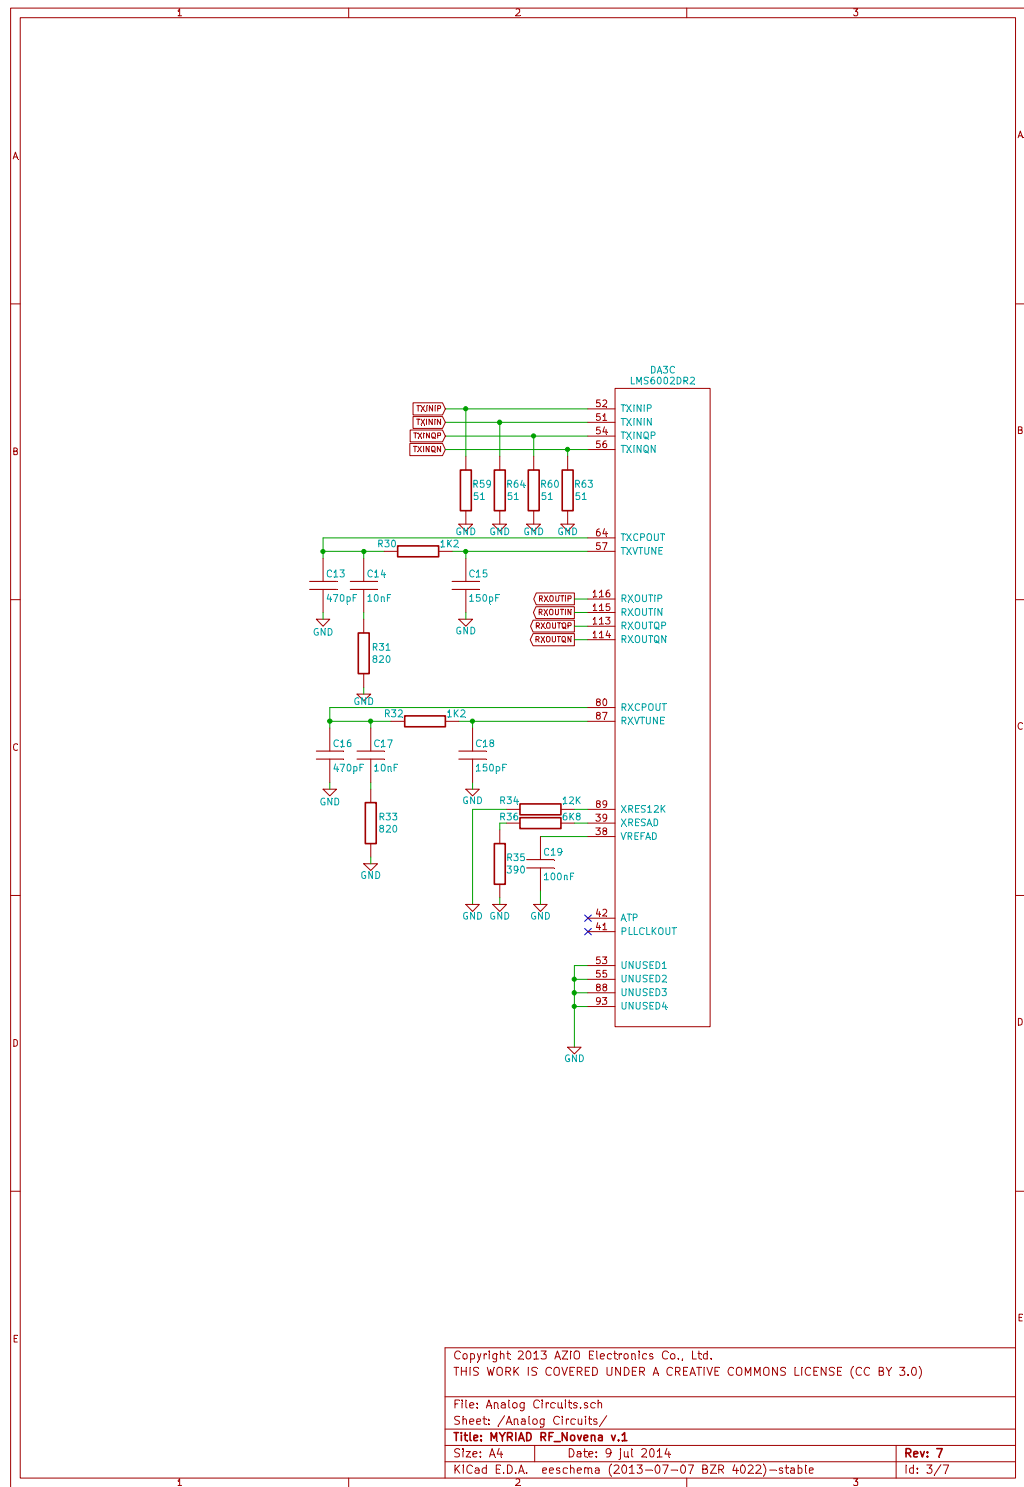 1 2 3
A A
B B
C C
D D
E E
DA3C
LMS6002DR2
TXINIP 52 TXINIP
TXININ 51 TXININ
TXINQP 54 TXINQP
TXINQN 56 TXINQN
R59 R64 R60 R63
51 51 51 51
GND GND GND GND
64 TXCPOUT
R30 1K2 57 TXVTUNE
C13 C14 C15
470pF 10nF 150pF
GND GND
R31
820
GND
RXOUTIP 116 RXOUTIP
RXOUTIN 115 RXOUTIN
RXOUTQP 113 RXOUTQP
RXOUTQN 114 RXOUTQN
80 RXCPOUT
R32 1K2 87 RXVTUNE
C16 C17 C18
470pF 10nF 150pF
GND GND
R33
820
GND
R34 12K 89 XRES12K
R36 6K8 39 XRESAD
38 VREFAD
R35 C19
390 100nF
GND GND GND
42 ATP
41 PLLCLKOUT
53 UNUSED1
55 UNUSED2
88 UNUSED3
93 UNUSED4
GND
Copyright 2013 AZIO Electronics Co., Ltd.
THIS WORK IS COVERED UNDER A CREATIVE COMMONS LICENSE (CC BY 3.0)
File: Analog Circuits.sch
Sheet: /Analog Circuits/
Title: MYRIAD RF_Novena v.1
Size: A4 Date: 9 jul 2014 Rev: 7
KiCad E.D.A. eeschema (2013-07-07 BZR 4022)-stable Id: 3/7
1 2 3